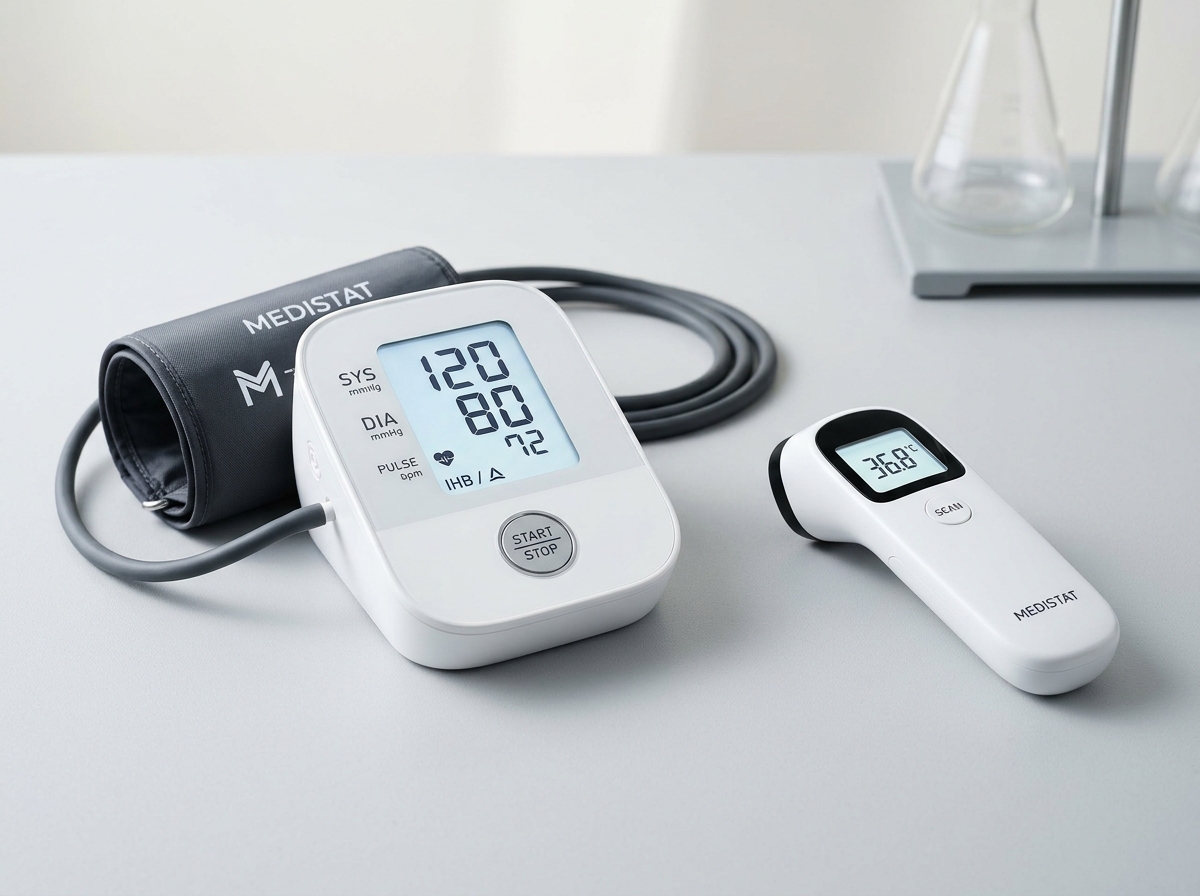 MEDISTAT
M
SYS
mmHg
120
DIA
mmHg
80
PULSE
bpm
72
IHB /
START
STOP
36.8°C
SCAN
MEDISTAT